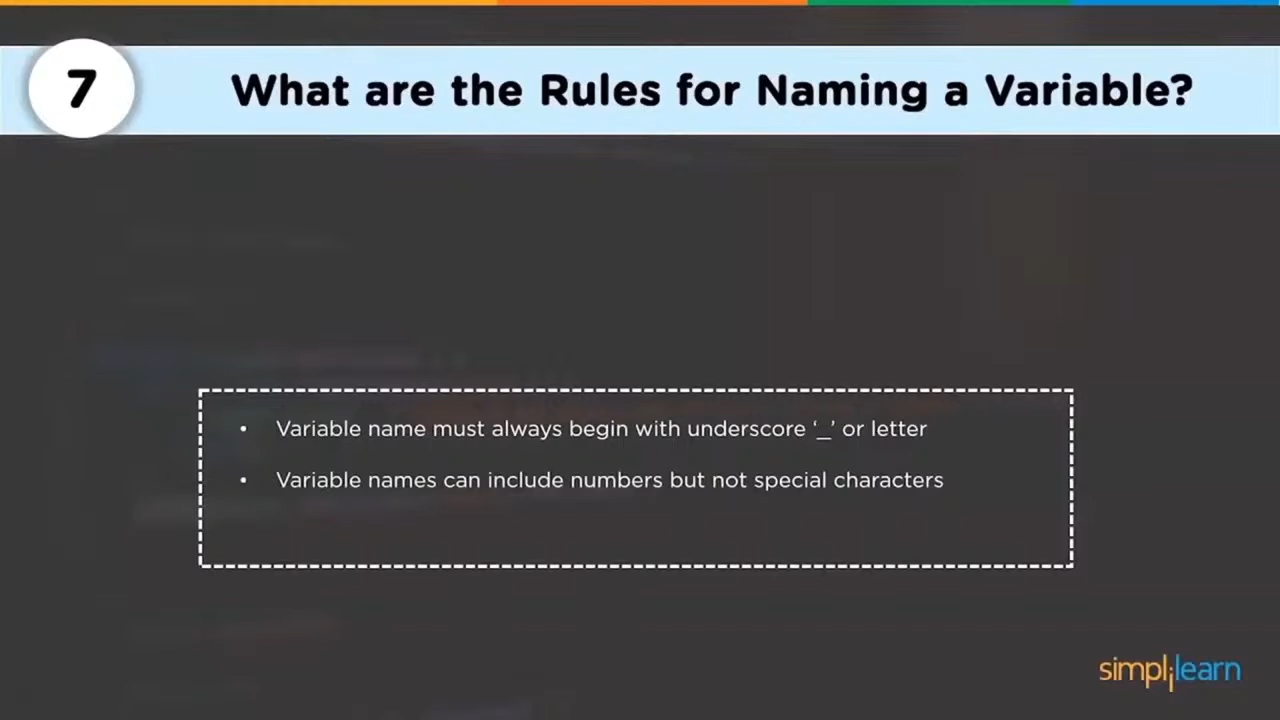 7
What are the Rules for Naming a Variable?
• Variable name must always begin with underscore ‘_’ or letter
• Variable names can include numbers but not special characters
simplilearn